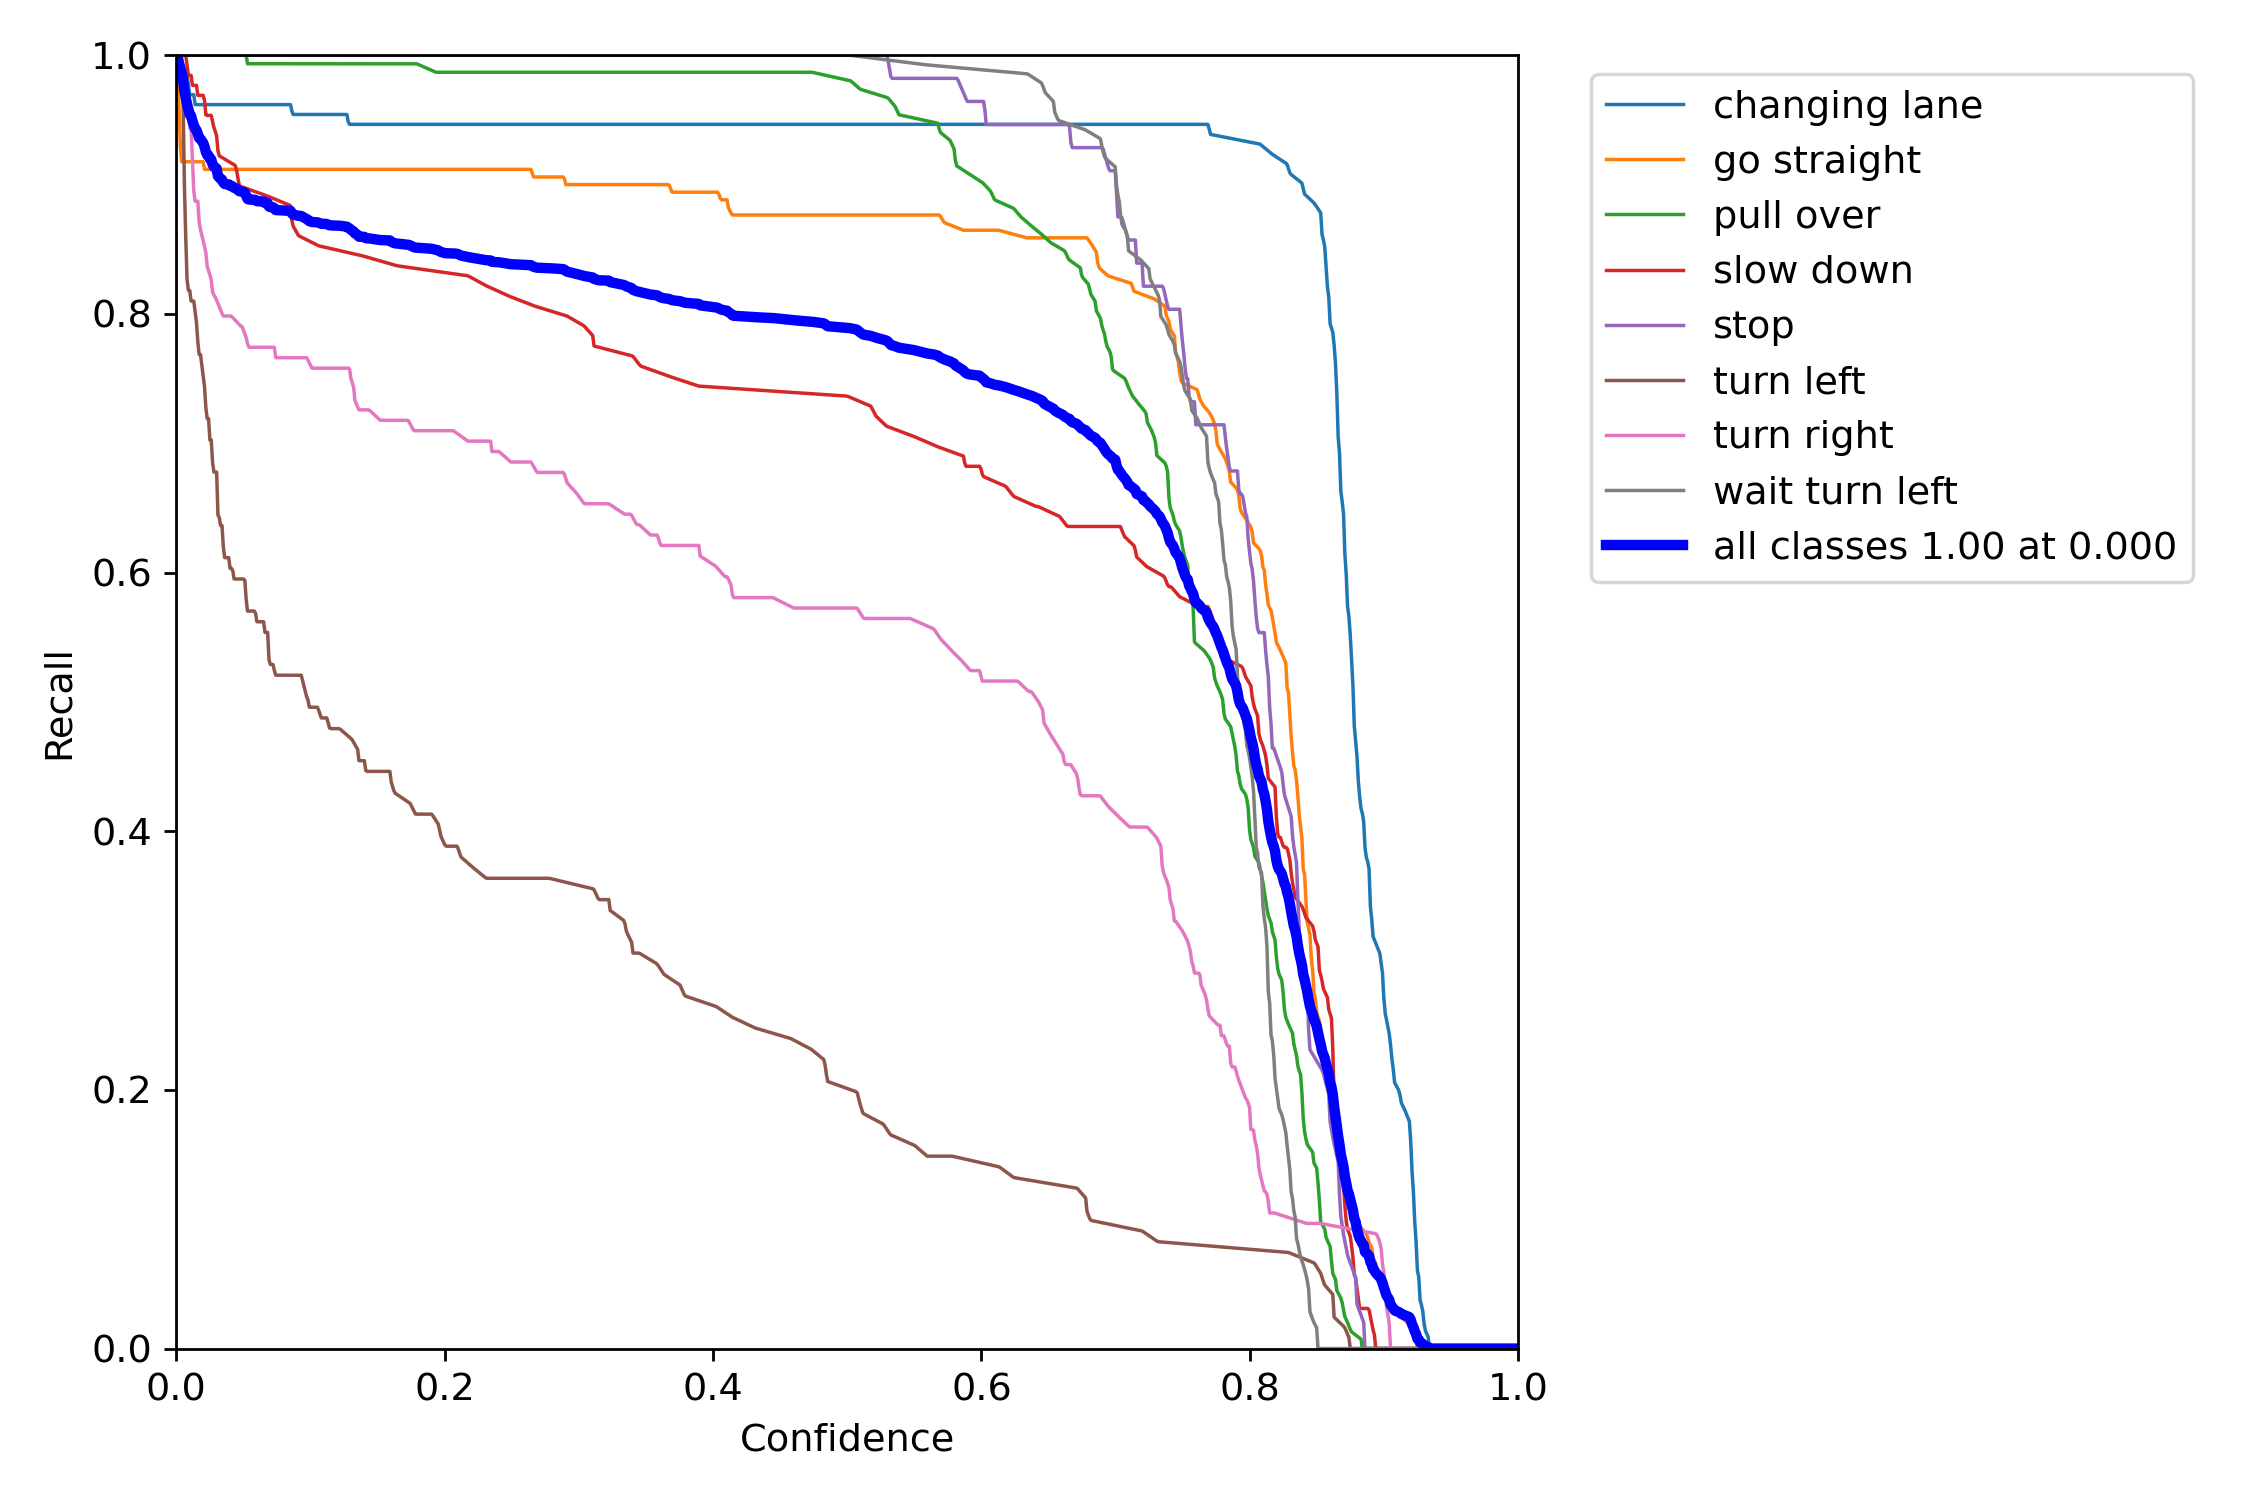 1.0
0.8
0.6
0.4
0.2
0.0
0.0 0.2 0.4 0.6 0.8 1.0
Recall
Confidence
changing lane
go straight
pull over
slow down
stop
turn left
turn right
wait turn left
all classes 1.00 at 0.000